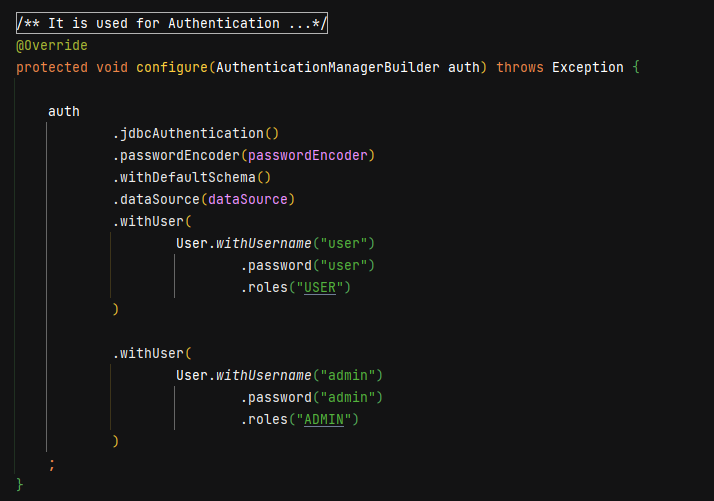 /** It is used for Authentication ...*/
@Override
protected void configure(AuthenticationManagerBuilder auth) throws Exception {
auth
.jdbcAuthentication()
.passwordEncoder(passwordEncoder)
.withDefaultSchema()
.dataSource(dataSource)
.withUser(
User.withUsername("user")
.password("user")
.roles("USER")
)
.withUser(
User.withUsername("admin")
.password("admin")
.roles("ADMIN")
)
;
}